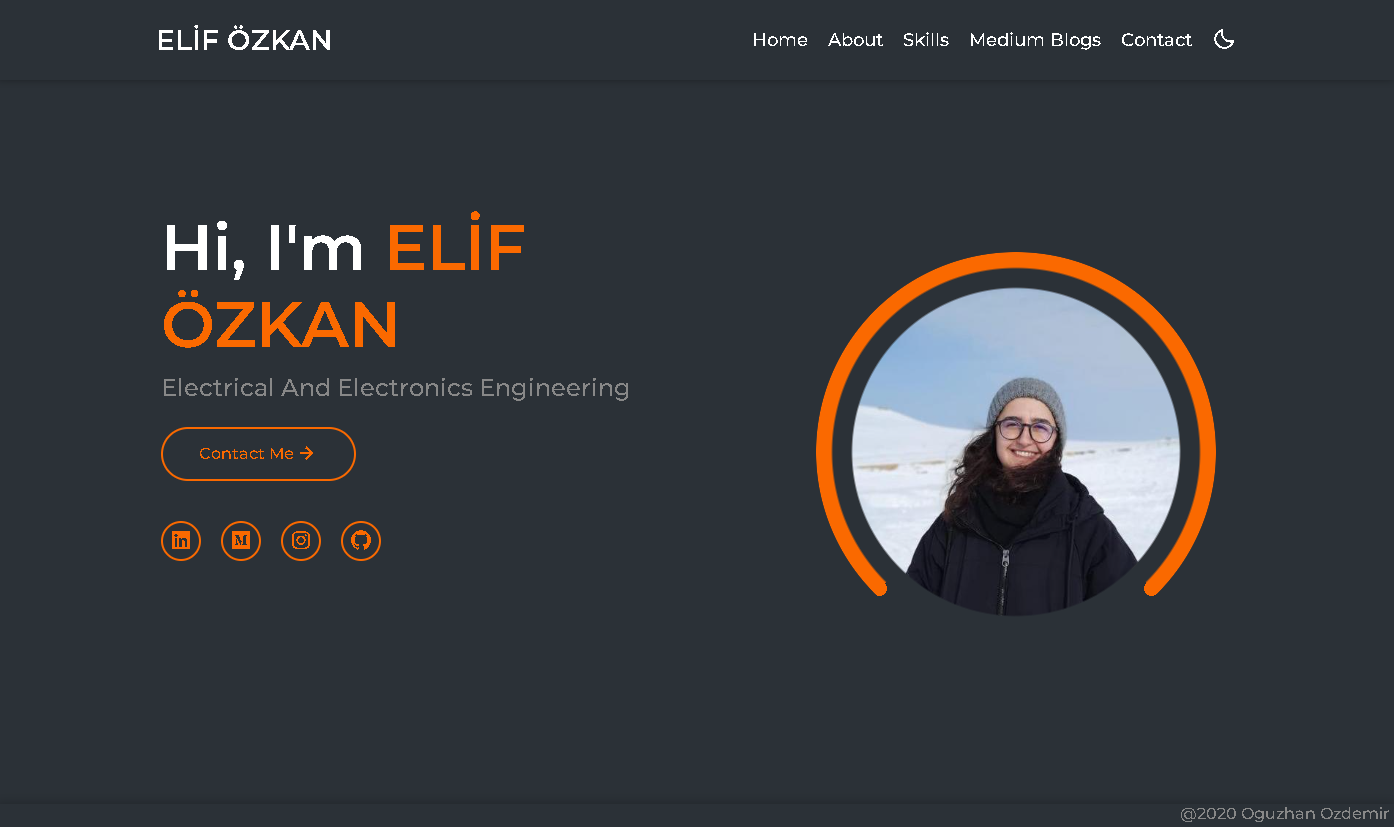 ELİF ÖZKAN
Home About Skills Medium Blogs Contact
Hi, I'm ELİF
ÖZKAN
Electrical And Electronics Engineering
Contact Me →
@2020 Oguzhan Ozdemir